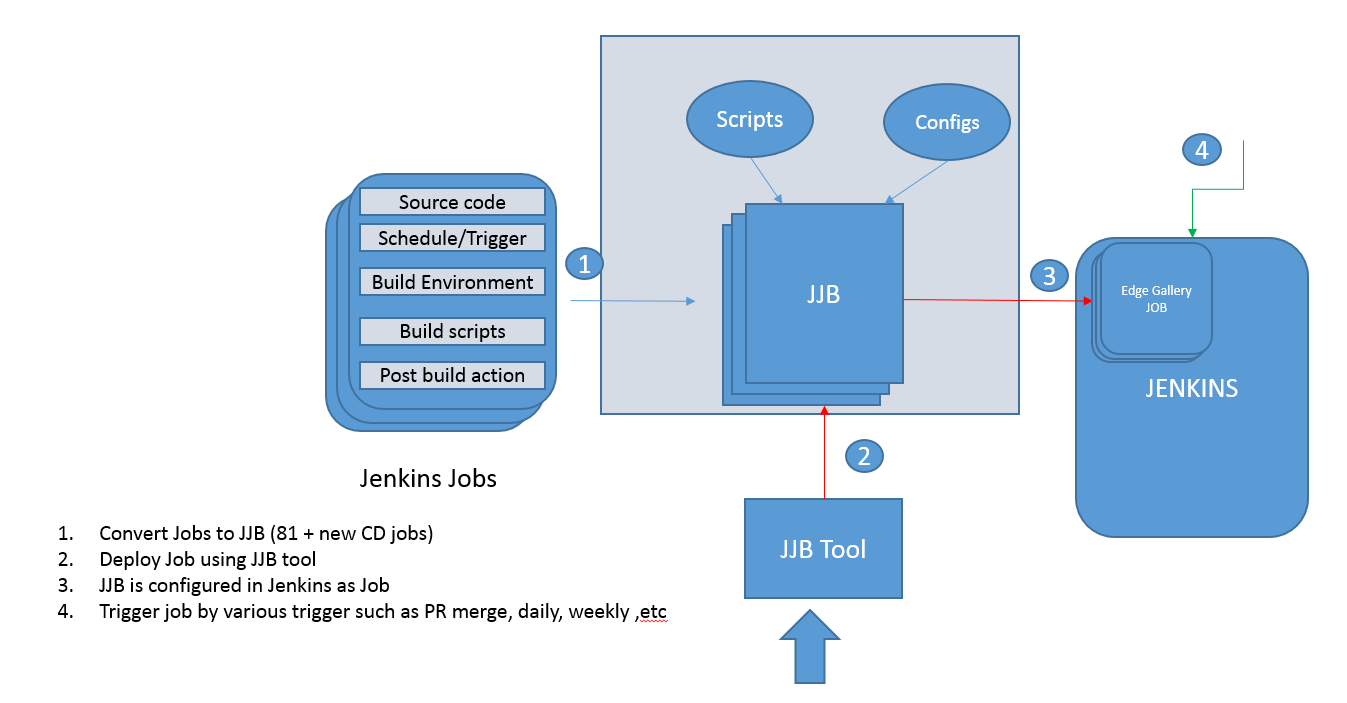 Scripts
Configs
4
Source code
Schedule/Trigger
Build Environment
Build scripts
Post build action
1
JJB
3
Edge Gallery
JOB
JENKINS
2
Jenkins Jobs
JJB Tool
1. Convert Jobs to JJB (81 + new CD jobs)
2. Deploy Job using JJB tool
3. JJB is configured in Jenkins as Job
4. Trigger job by various trigger such as PR merge, daily, weekly ,etc